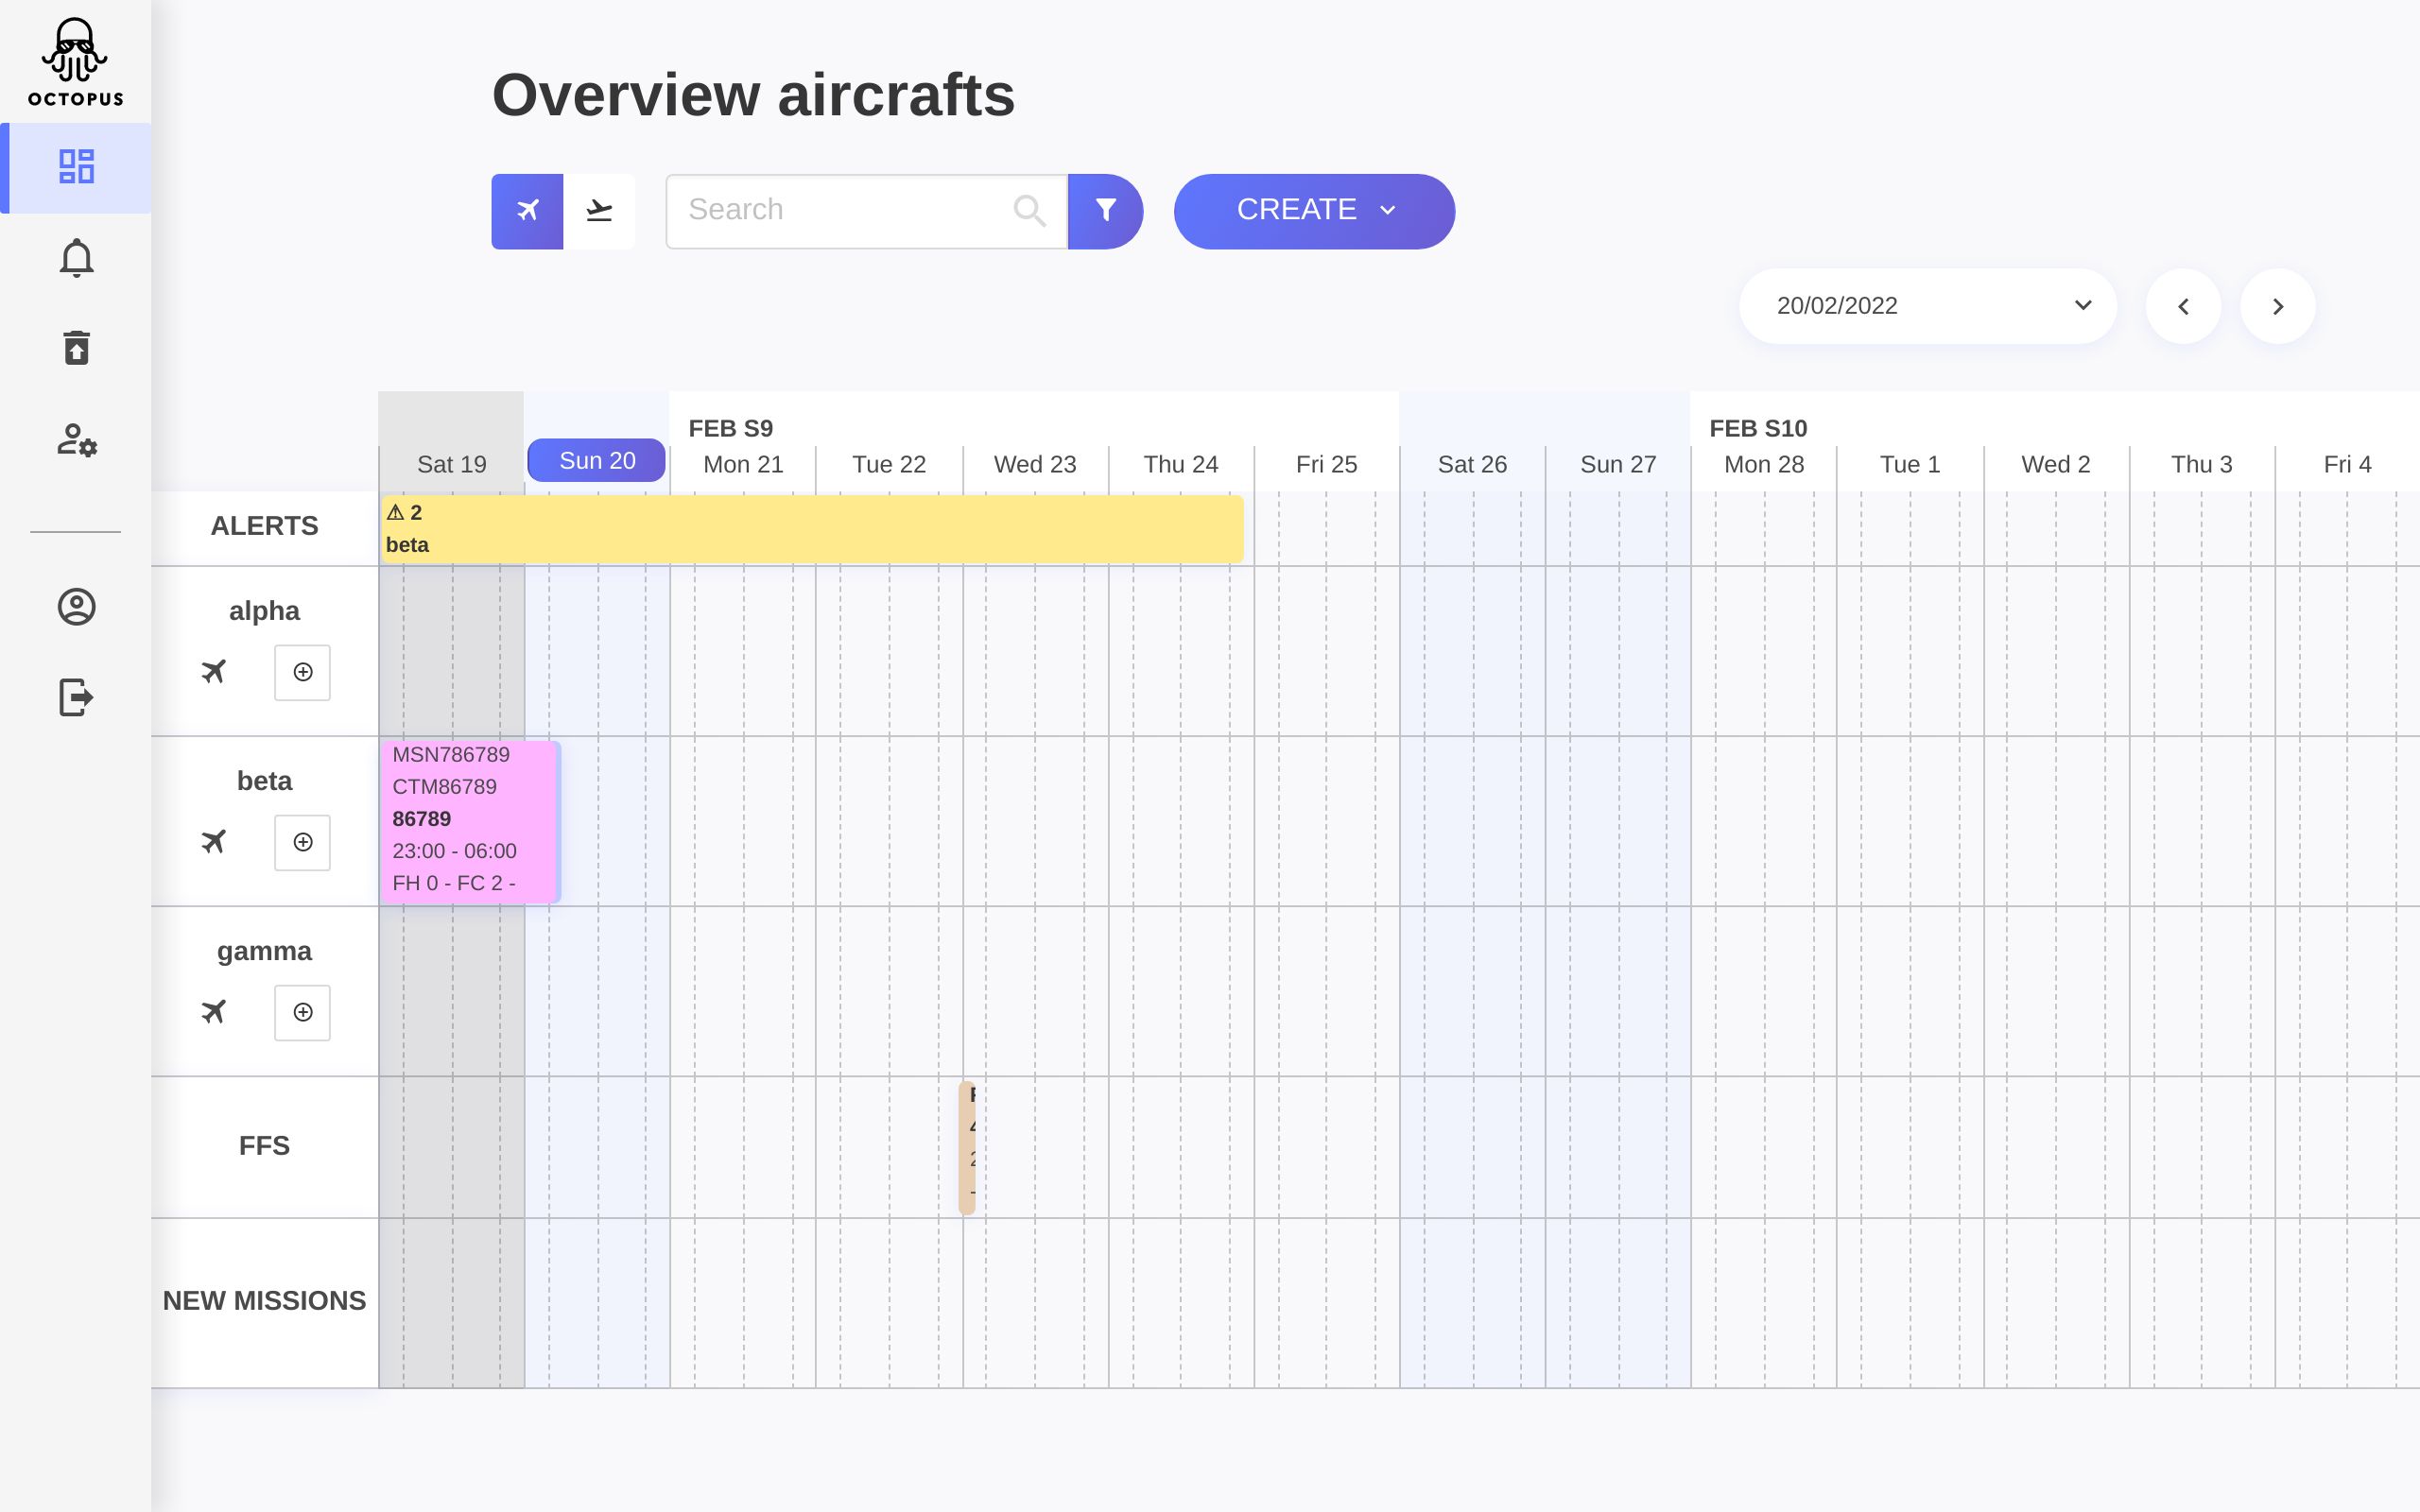 OCTOPUS
Overview aircrafts
Search
CREATE
20/02/2022
FEB S9
FEB S10
Sat 19
Sun 20
Mon 21
Tue 22
Wed 23
Thu 24
Fri 25
Sat 26
Sun 27
Mon 28
Tue 1
Wed 2
Thu 3
Fri 4
ALERTS
⚠ 2
beta
alpha
beta
MSN786789
CTM86789
86789
23:00 - 06:00
FH 0 - FC 2 -
gamma
FFS
NEW MISSIONS